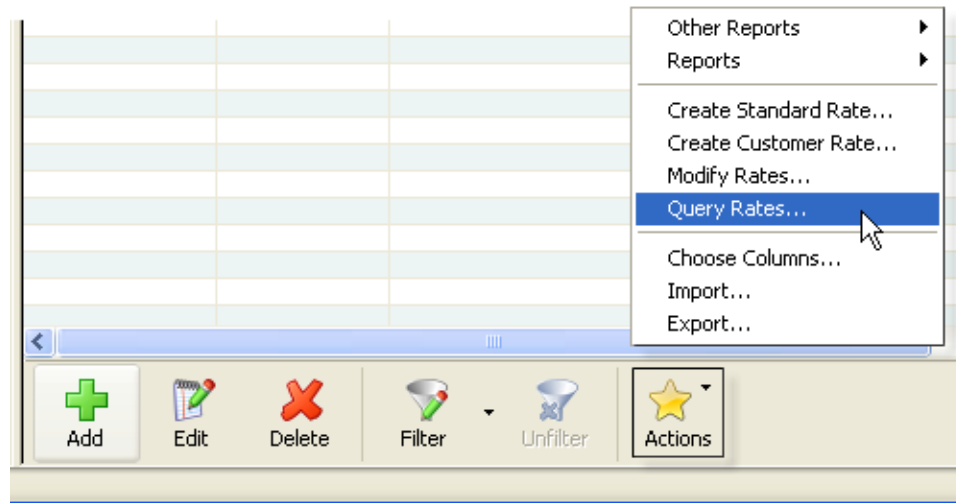 Other Reports
Reports
Create Standard Rate...
Create Customer Rate...
Modify Rates...
Query Rates...
Choose Columns...
Import...
Export...
Add Edit Delete Filter Unfilter Actions